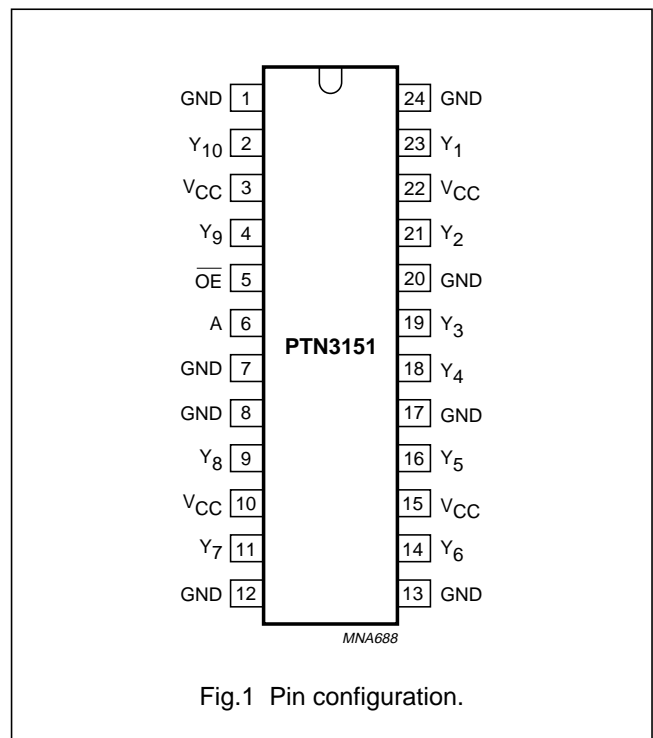 GND 1 24 GND
Y10 2 23 Y1
VCC 3 22 VCC
Y9 4 21 Y2
O̅E̅ 5 20 GND
A 6 19 Y3
PTN3151
GND 7 18 Y4
GND 8 17 GND
Y8 9 16 Y5
VCC 10 15 VCC
Y7 11 14 Y6
GND 12 13 GND
MNA688
Fig.1 Pin configuration.